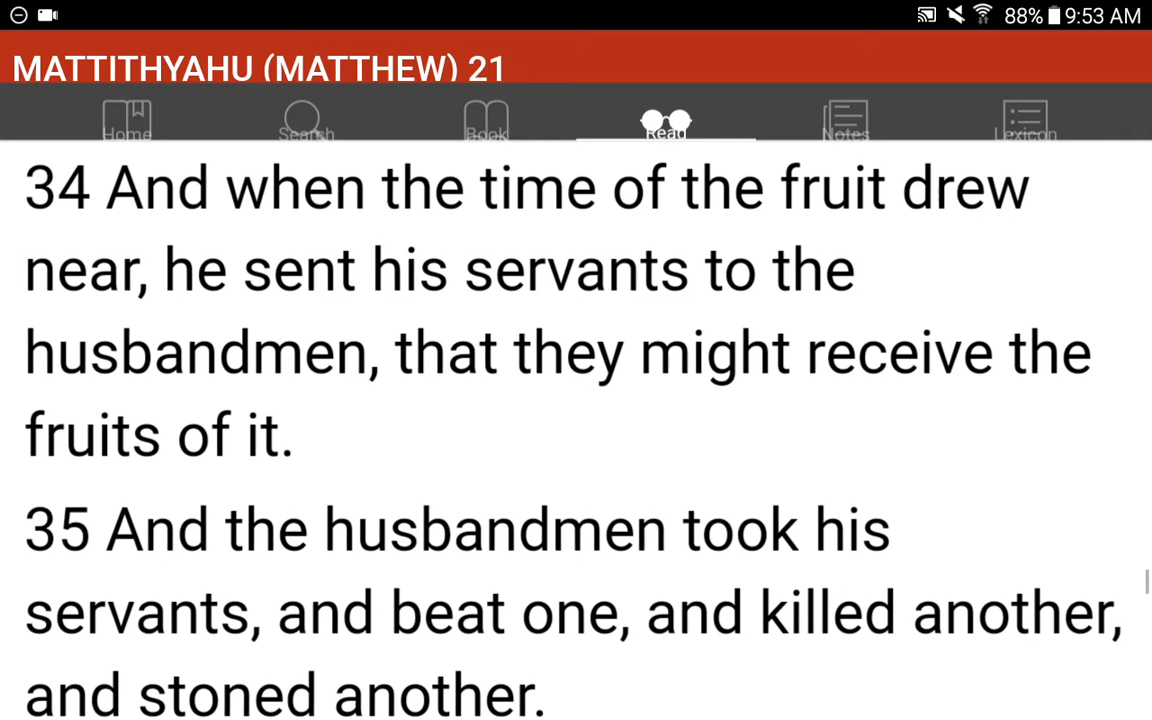 88% 9:53 AM
MATTITHYAHU (MATTHEW) 21
Home Search Book Read Notes Lexicon
34 And when the time of the fruit drew
near, he sent his servants to the
husbandmen, that they might receive the
fruits of it.
35 And the husbandmen took his
servants, and beat one, and killed another,
and stoned another.